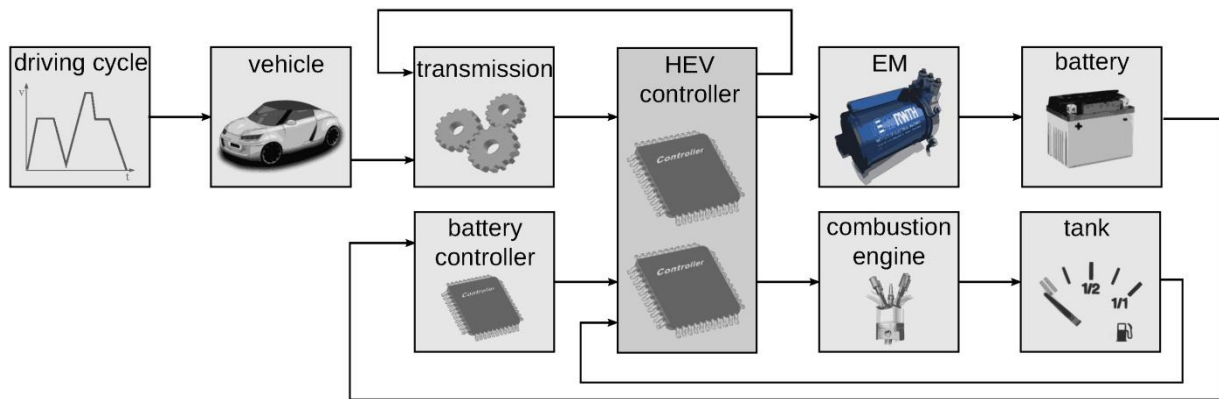 driving cycle
v
t
vehicle
transmission
HEV
controller
Controller
Controller
EM
RWTH
battery
+
-
battery
controller
Controller
combustion
engine
tank
1/2
1/1